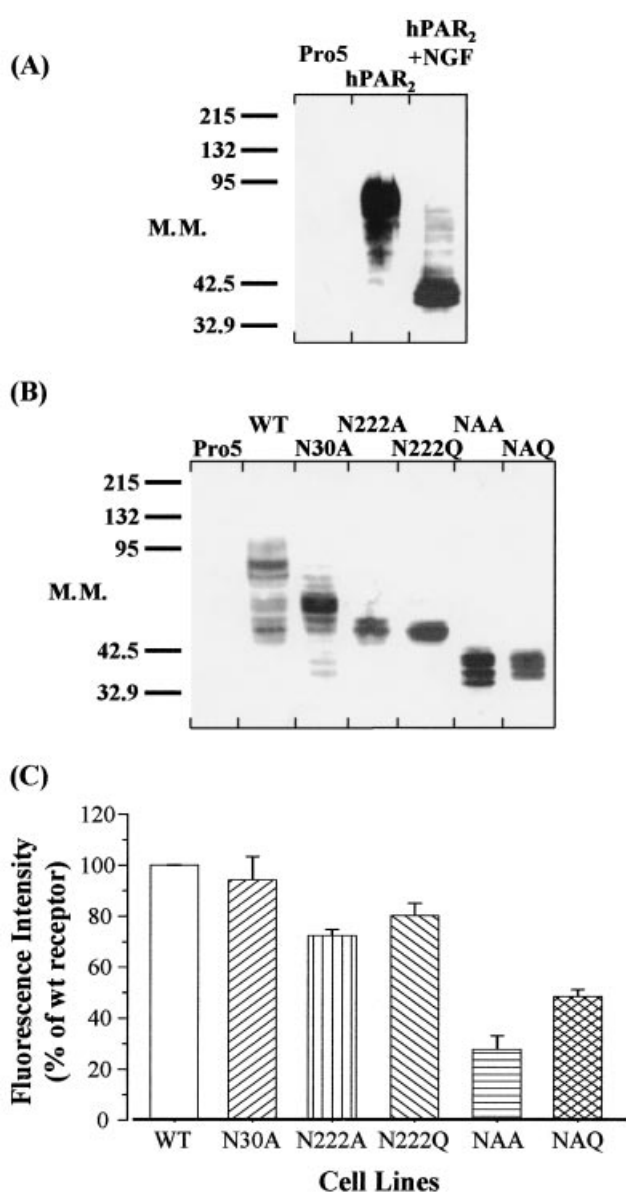 (A)
Pro5
hPAR₂
hPAR₂
+NGF
215
132
95
M.M.
42.5
32.9
(B)
Pro5
WT
N30A
N222A
N222Q
NAA
NAQ
215
132
95
M.M.
42.5
32.9
(C)
Fluorescence Intensity
(% of wt receptor)
120
100
80
60
40
20
0
WT N30A N222A N222Q NAA NAQ
Cell Lines